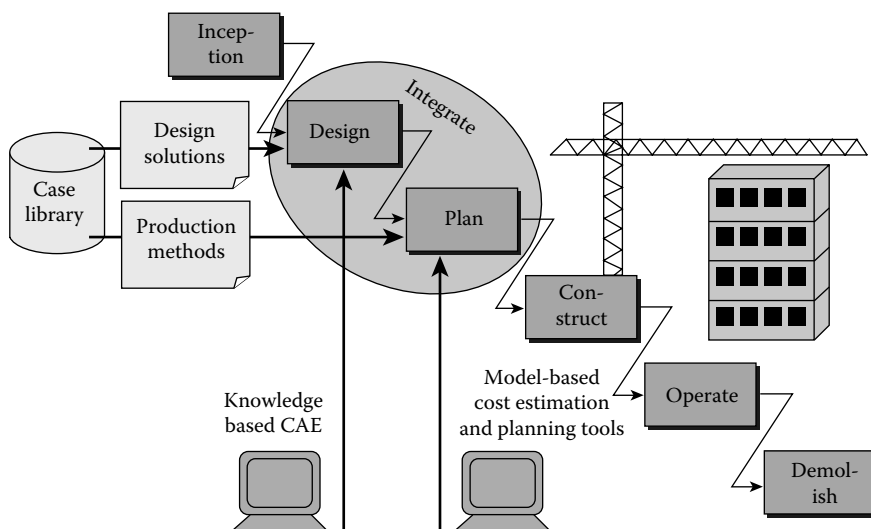 Incep-
tion
Integrate
Design
solutions
Design
Case
library
Production
methods
Plan
Con-
struct
Knowledge
based CAE
Model-based
cost estimation
and planning tools
Operate
Demol-
ish